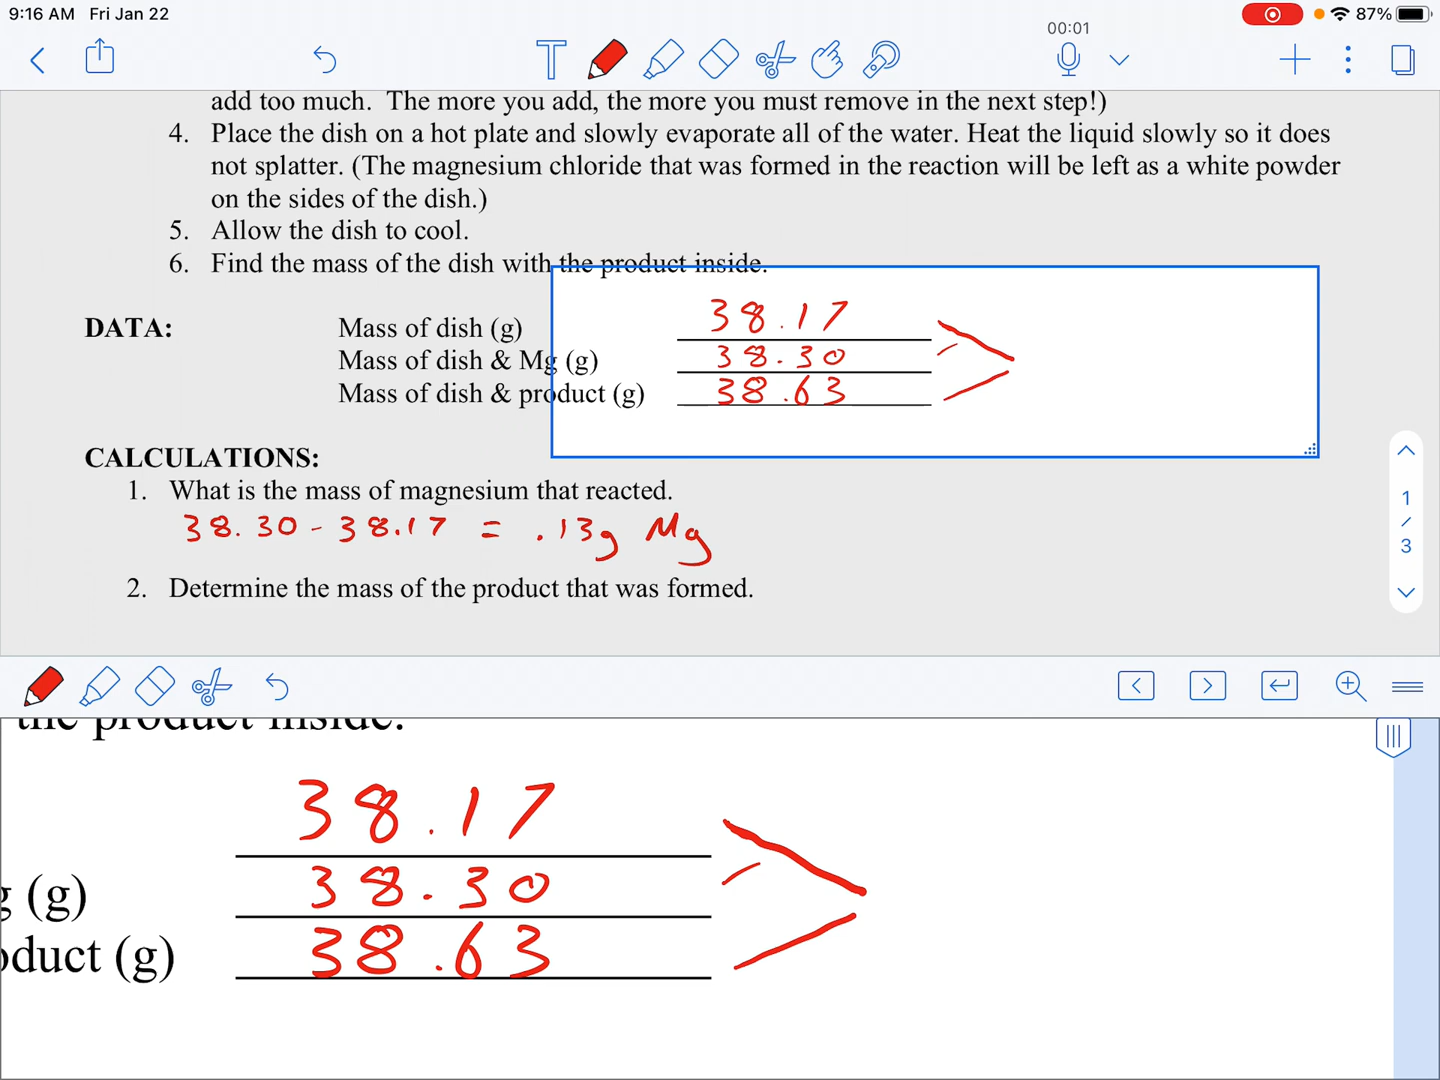 9:16 AM Fri Jan 22
87%
00:01
add too much. The more you add, the more you must remove in the next step!)
4. Place the dish on a hot plate and slowly evaporate all of the water. Heat the liquid slowly so it does
not splatter. (The magnesium chloride that was formed in the reaction will be left as a white powder
on the sides of the dish.)
5. Allow the dish to cool.
6. Find the mass of the dish with the product inside.
DATA: Mass of dish (g) 38.17
Mass of dish & Mg (g) 38.30
Mass of dish & product (g) 38.63
CALCULATIONS:
1. What is the mass of magnesium that reacted.
38.30 - 38.17 = .13g Mg
2. Determine the mass of the product that was formed.
1
/
3
the product inside.
38.17
g (g) 38.30
oduct (g) 38.63